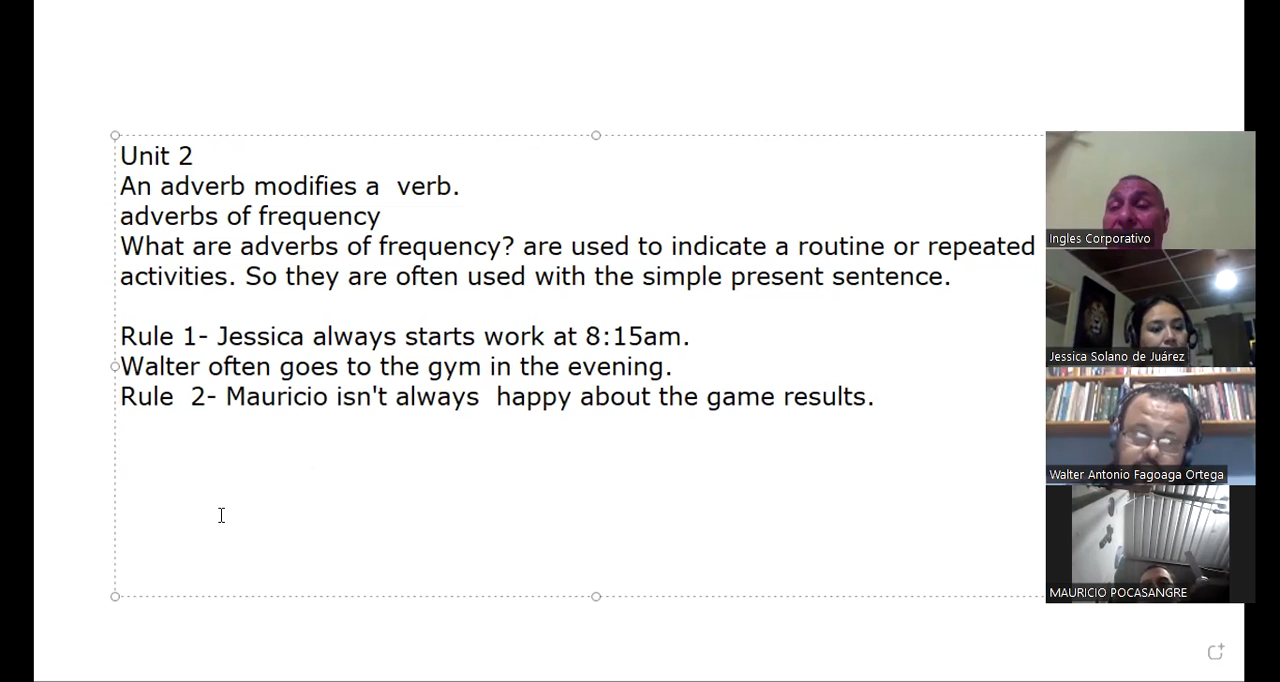 Unit 2
An adverb modifies a  verb.
adverbs of frequency
What are adverbs of frequency? are used to indicate a routine or repeated
activities. So they are often used with the simple present sentence.
Rule 1- Jessica always starts work at 8:15am.
Walter often goes to the gym in the evening.
Rule  2- Mauricio isn't always  happy about the game results.
Ingles Corporativo
Jessica Solano de Juárez
Walter Antonio Fagoaga Ortega
MAURICIO POCASANGRE